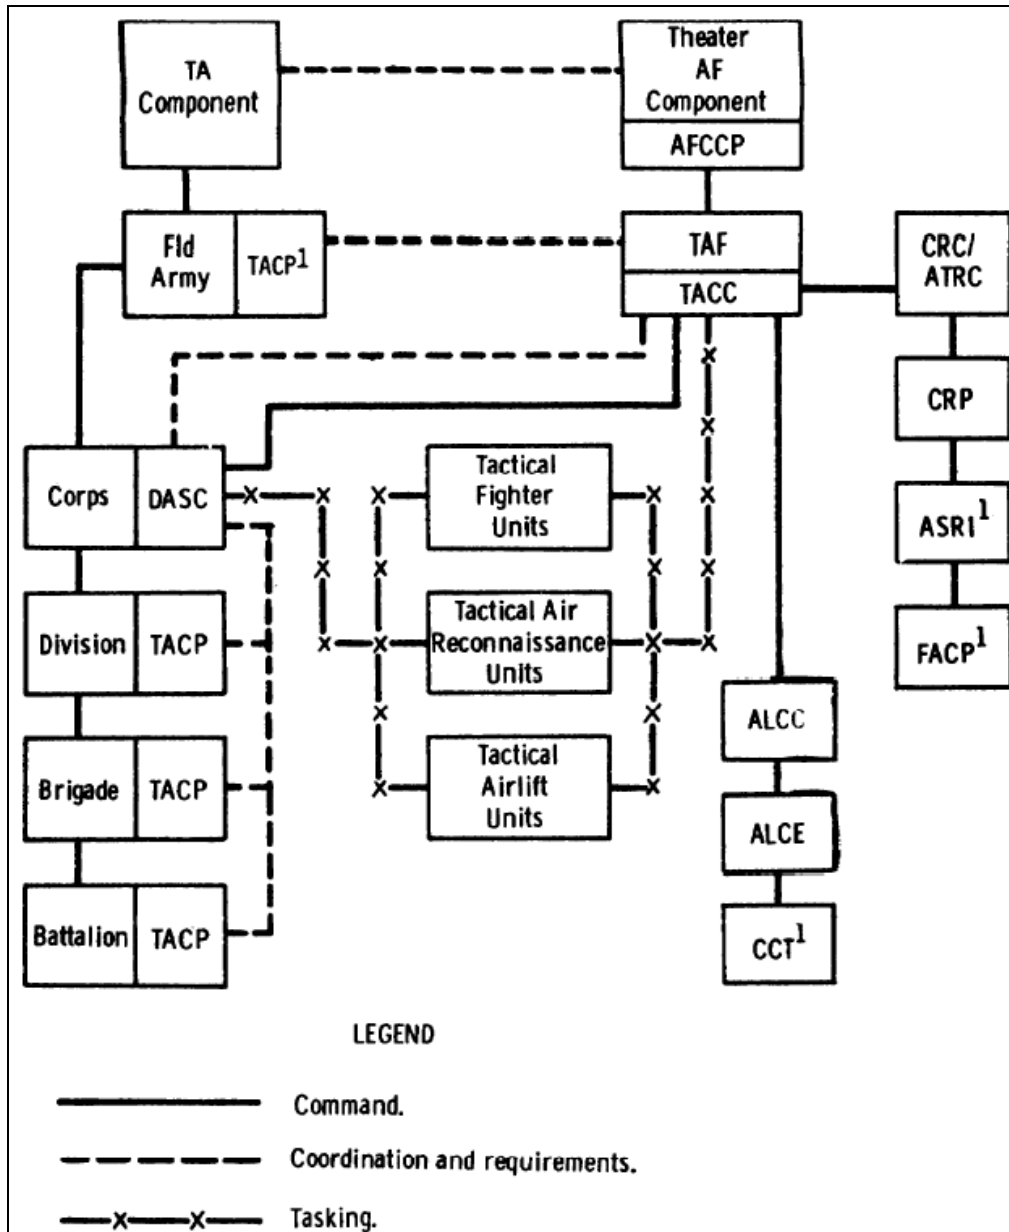 TA
Component
Theater
AF
Component
AFCCP
Fld
Army
TACP1
TAF
TACC
CRC/
ATRC
CRP
ASRI1
FACP1
Corps
DASC
Division
TACP
Brigade
TACP
Battalion
TACP
Tactical
Fighter
Units
Tactical Air
Reconnaissance
Units
Tactical
Airlift
Units
ALCC
ALCE
CCT1
LEGEND
Command.
Coordination and requirements.
Tasking.